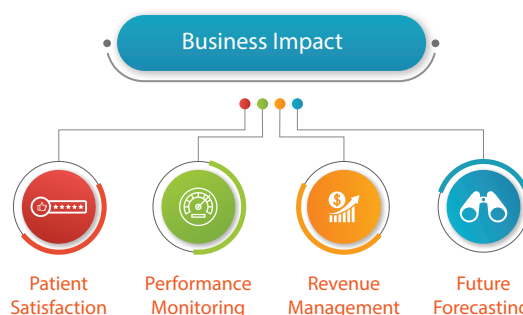 Business Impact
Patient
Satisfaction
Performance
Monitoring
Revenue
Management
Future
Forecasting